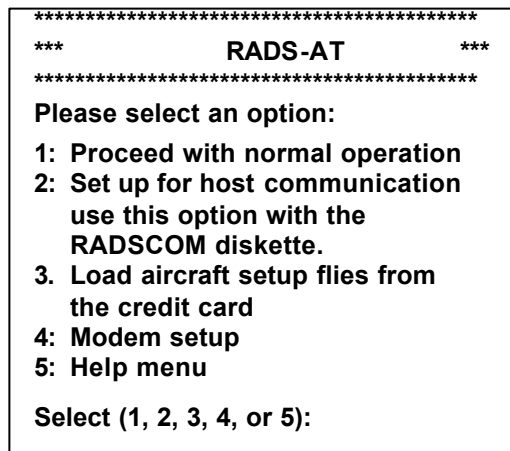 *******************************************
*** RADS-AT ***
*******************************************
Please select an option:
1: Proceed with normal operation
2: Set up for host communication
use this option with the
RADSCOM diskette.
3. Load aircraft setup flies from
the credit card
4: Modem setup
5: Help menu
Select (1, 2, 3, 4, or 5):